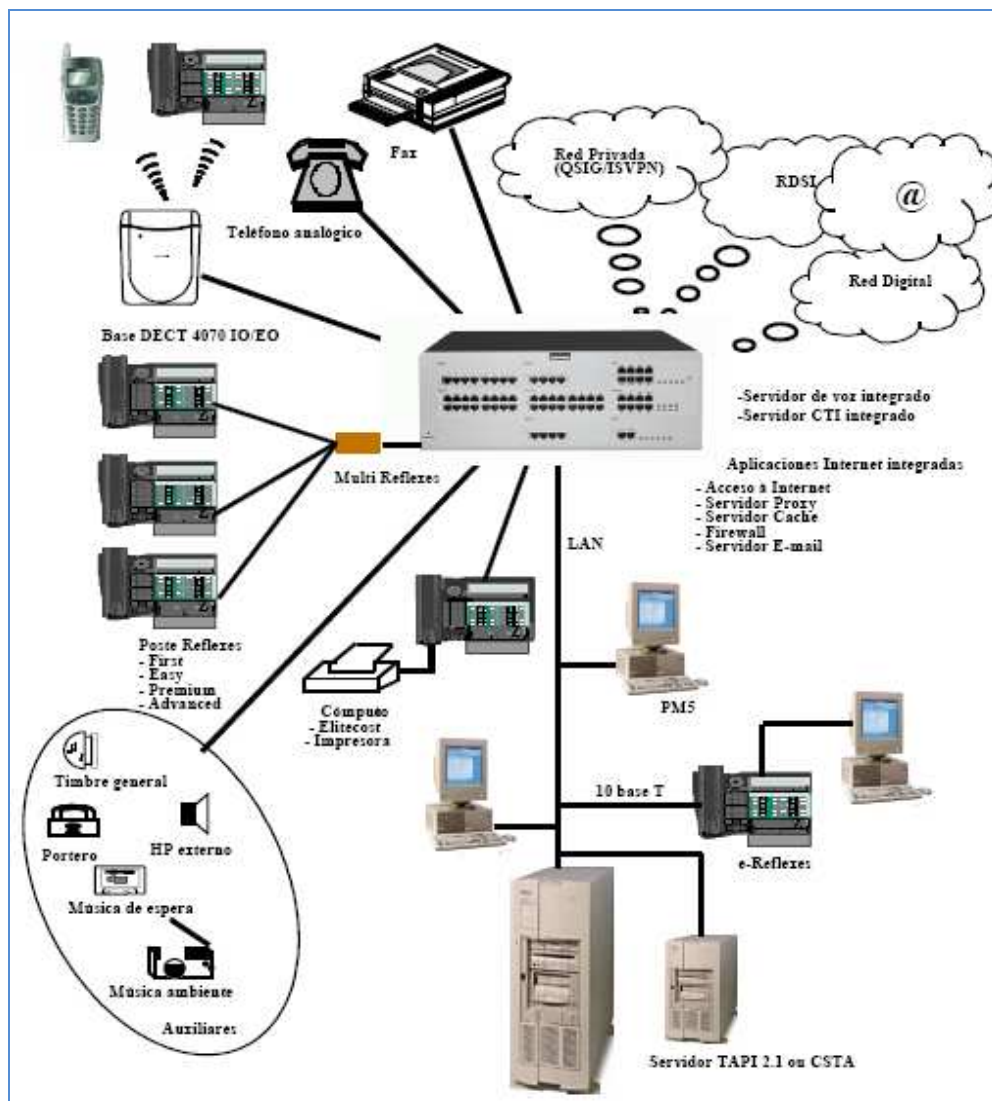 Fax
Red Privada
(QSIG/ISVPN)
RDSI
@
Red Digital
Teléfono analógico
Base DECT 4070 IO/EO
-Servidor de voz integrado
-Servidor CTI integrado
Multi Reflexes
Aplicaciones Internet integradas
- Acceso à Internet
- Servidor Proxy
- Servidor Cache
- Firewall
- Servidor E-mail
LAN
Poste Reflexes
- First
- Easy
- Premium
- Advanced
Cómputo
- Elitecost
- Impresora
PM5
Timbre general
Portero
HP externo
10 base T
e-Reflexes
Música de espera
Música ambiente
Auxiliares
Servidor TAPI 2.1 ou CSTA